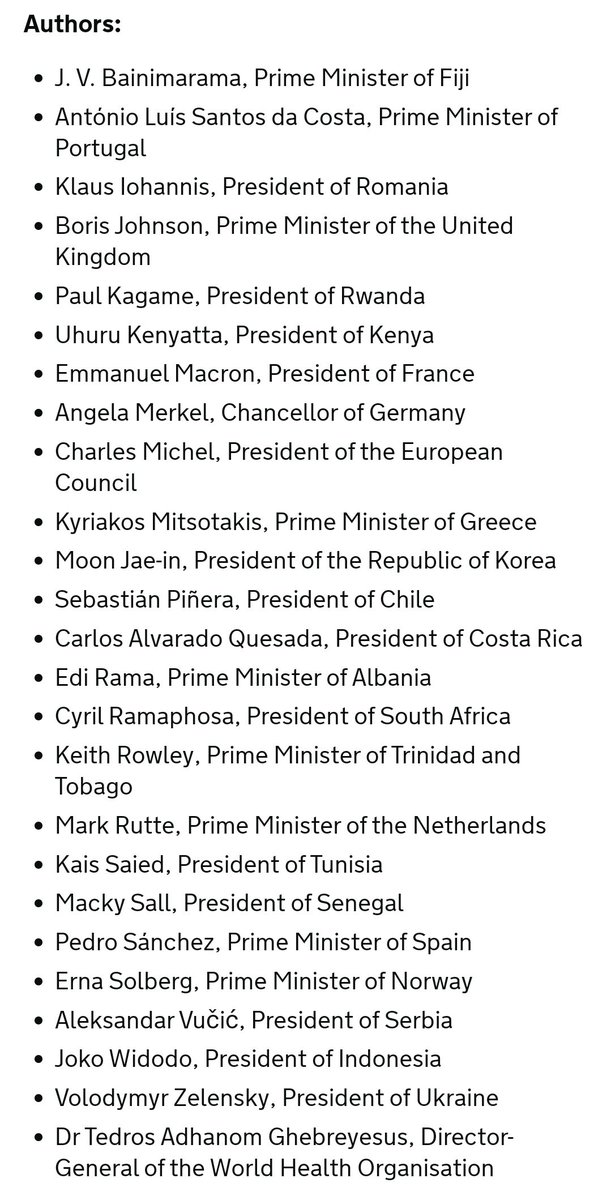 Authors:
• J. V. Bainimarama, Prime Minister of Fiji
• António Luís Santos da Costa, Prime Minister of
Portugal
• Klaus Iohannis, President of Romania
• Boris Johnson, Prime Minister of the United
Kingdom
• Paul Kagame, President of Rwanda
• Uhuru Kenyatta, President of Kenya
• Emmanuel Macron, President of France
• Angela Merkel, Chancellor of Germany
• Charles Michel, President of the European
Council
• Kyriakos Mitsotakis, Prime Minister of Greece
• Moon Jae-in, President of the Republic of Korea
• Sebastián Piñera, President of Chile
• Carlos Alvarado Quesada, President of Costa Rica
• Edi Rama, Prime Minister of Albania
• Cyril Ramaphosa, President of South Africa
• Keith Rowley, Prime Minister of Trinidad and
Tobago
• Mark Rutte, Prime Minister of the Netherlands
• Kais Saied, President of Tunisia
• Macky Sall, President of Senegal
• Pedro Sánchez, Prime Minister of Spain
• Erna Solberg, Prime Minister of Norway
• Aleksandar Vučić, President of Serbia
• Joko Widodo, President of Indonesia
• Volodymyr Zelensky, President of Ukraine
• Dr Tedros Adhanom Ghebreyesus, Director-
General of the World Health Organisation